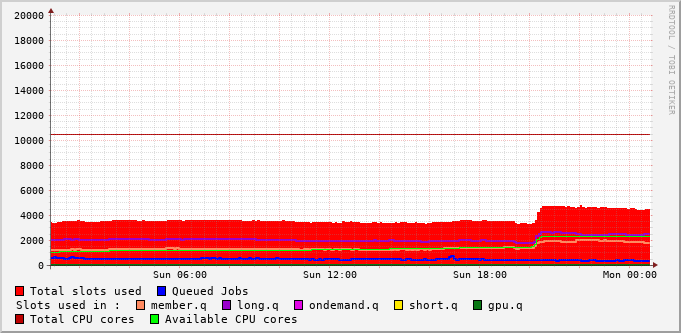 RRDTOOL / TOBI OETIKER
20000
18000
16000
14000
12000
10000
8000
6000
4000
2000
0
Sun 06:00 Sun 12:00 Sun 18:00 Mon 00:00
Total slots used Queued Jobs
Slots used in : member.q long.q ondemand.q short.q gpu.q
Total CPU cores Available CPU cores